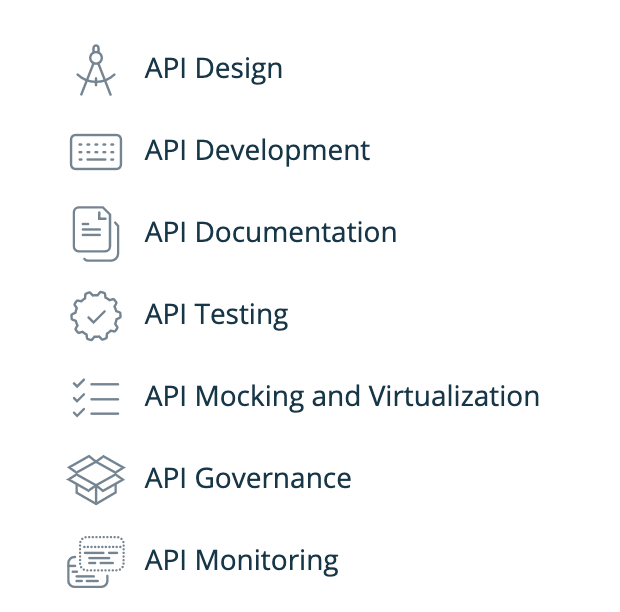 API Design
API Development
API Documentation
API Testing
API Mocking and Virtualization
API Governance
API Monitoring